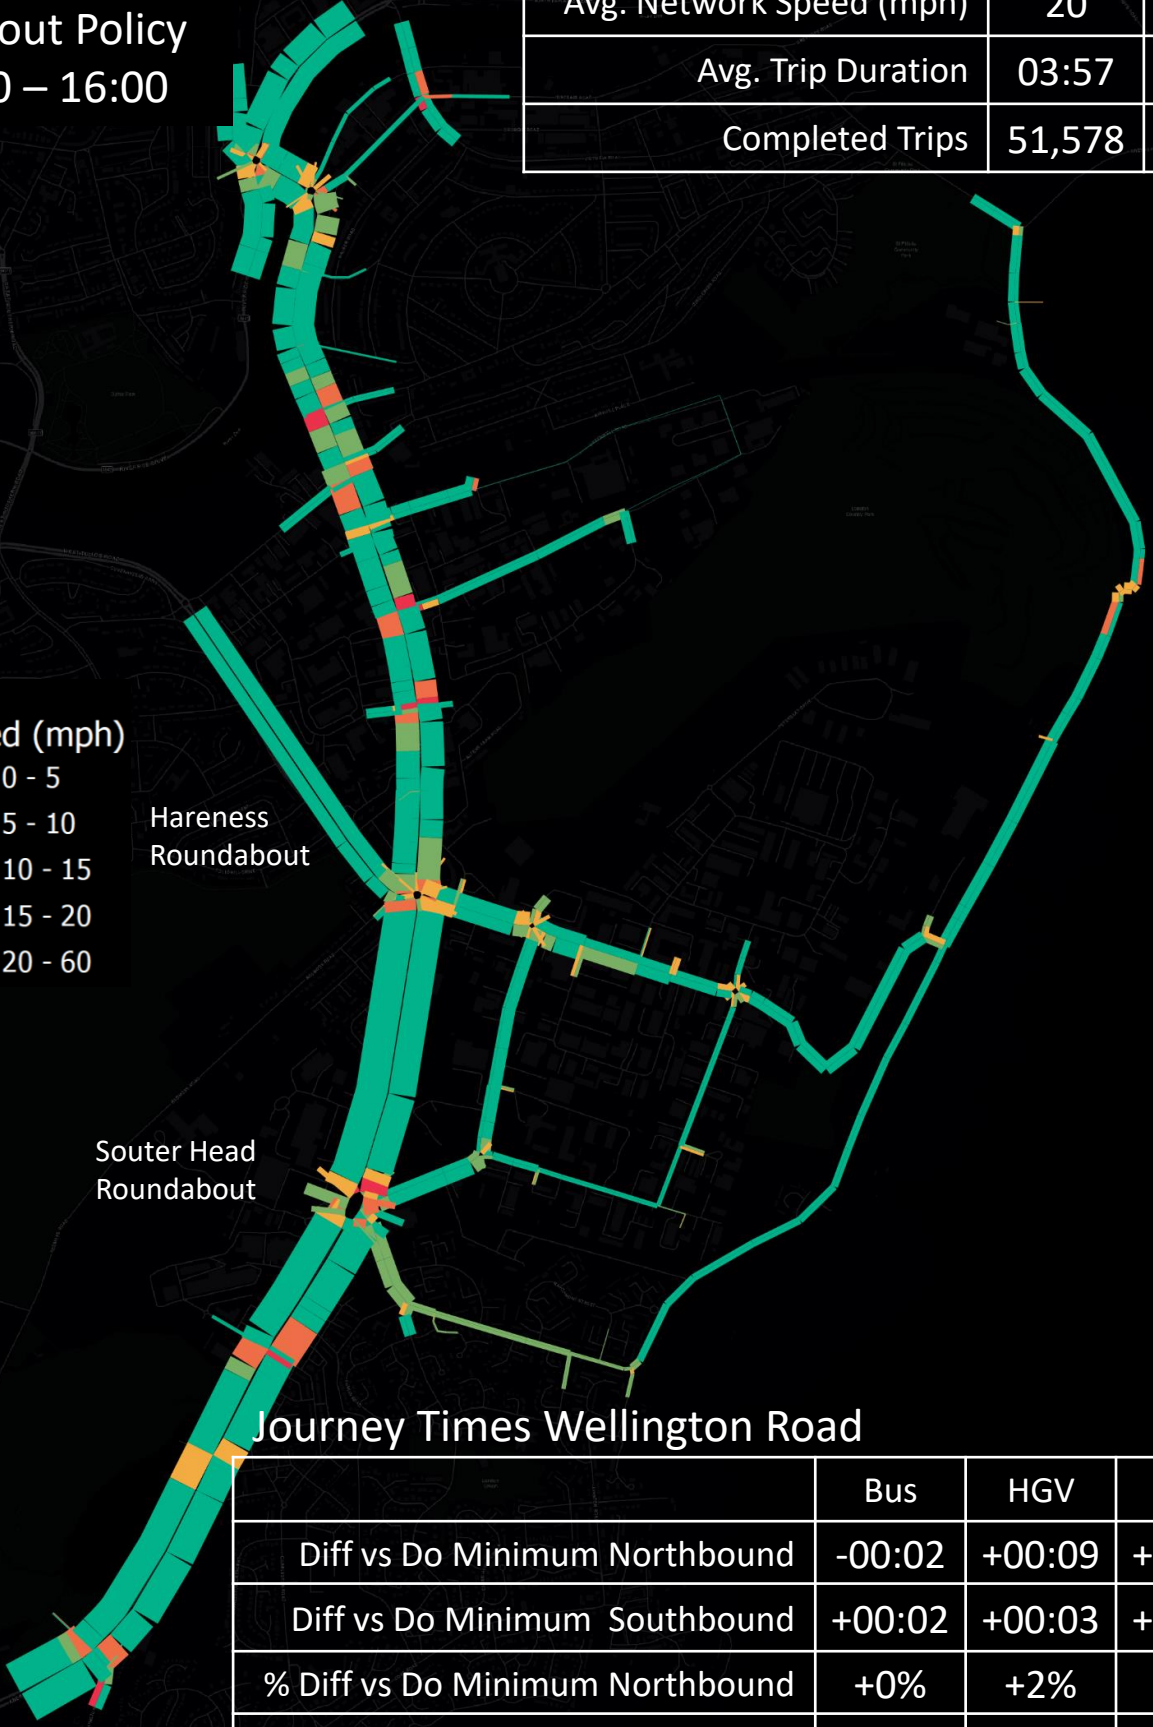 out Policy
0 – 16:00
Avg. Network Speed (mph) 20
Avg. Trip Duration 03:57
Completed Trips 51,578
ed (mph)
0 - 5
5 - 10
10 - 15
15 - 20
20 - 60
Hareness
Roundabout
Souter Head
Roundabout
Journey Times Wellington Road
Bus HGV
Diff vs Do Minimum Northbound -00:02 +00:09 +
Diff vs Do Minimum Southbound +00:02 +00:03 +
% Diff vs Do Minimum Northbound +0% +2%